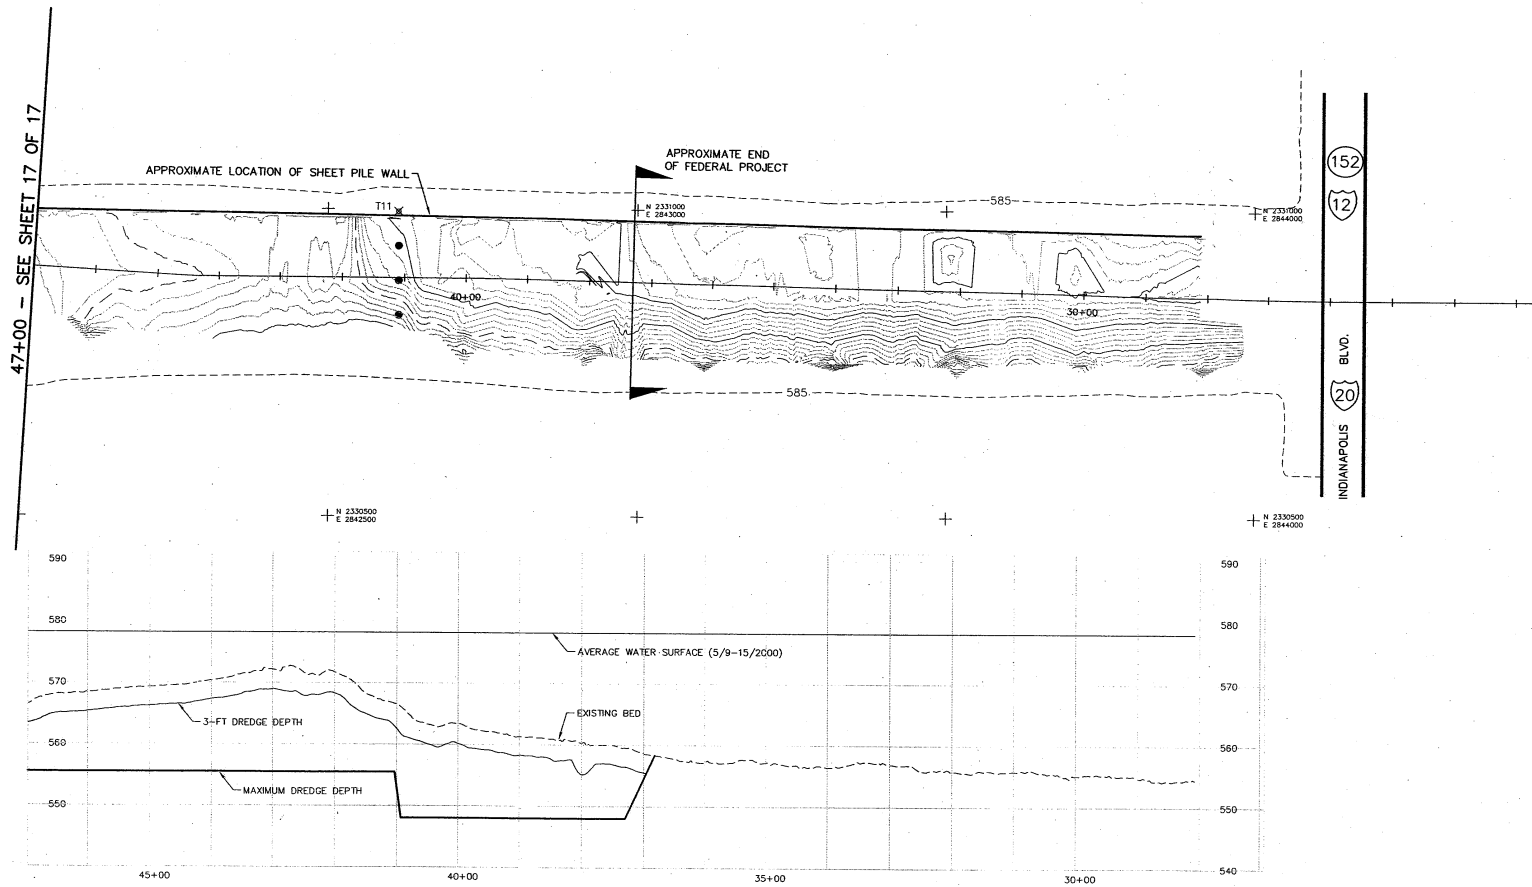 47+00 - SEE SHEET 17 OF 17
APPROXIMATE LOCATION OF SHEET PILE WALL
T11
APPROXIMATE END
OF FEDERAL PROJECT
N 2331000
E 2843000
585
N 2331000
E 2844000
152
12
40+00
30+00
585
BLVD.
20
INDIANAPOLIS
N 2330500
E 2842500
N 2330500
E 2844000
590
590
580
580
AVERAGE WATER SURFACE (5/9-15/2000)
570
570
EXISTING BED
3-FT DREDGE DEPTH
560
560
MAXIMUM DREDGE DEPTH
550
550
540
45+00
40+00
35+00
30+00